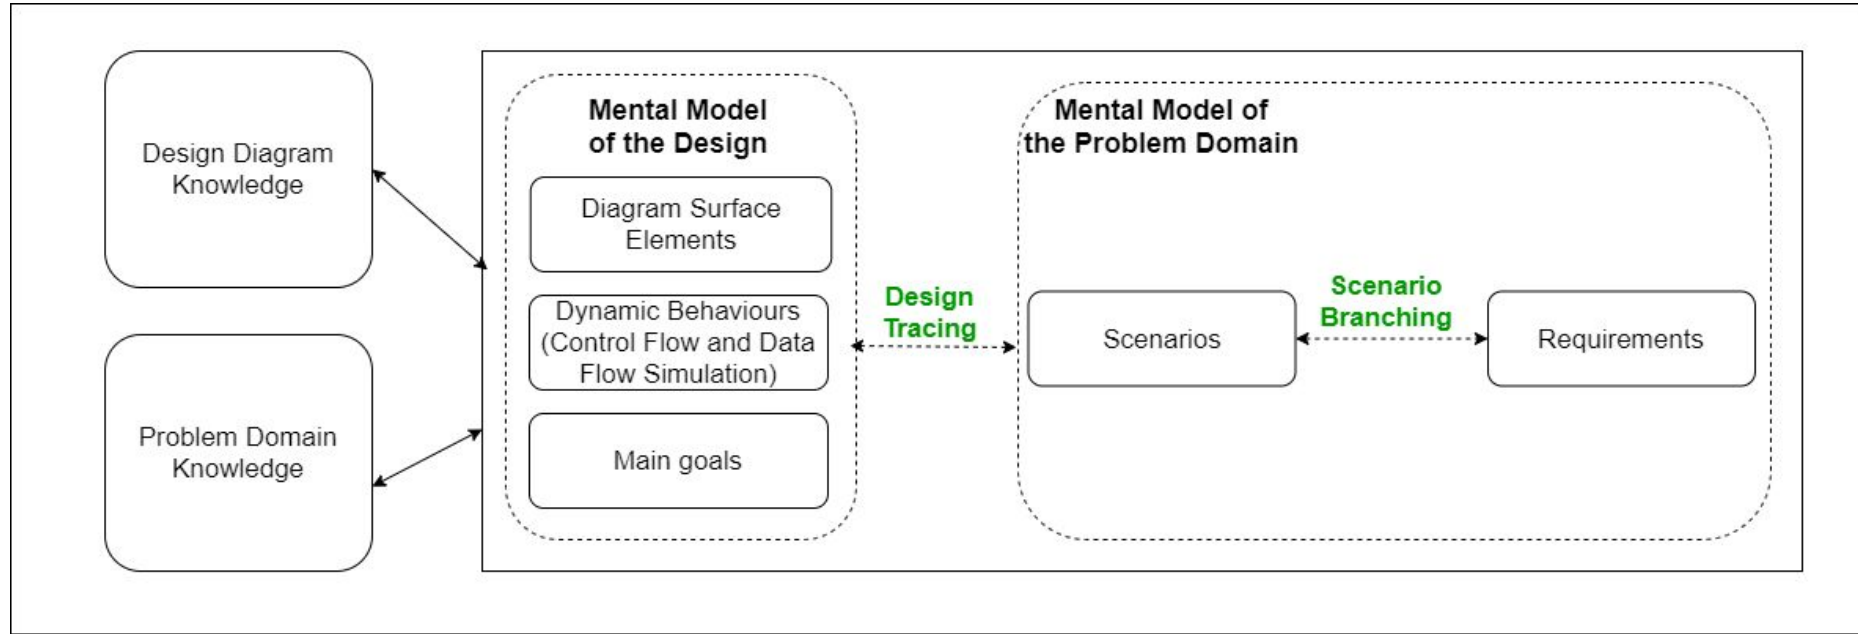 Design Diagram
Knowledge
Problem Domain
Knowledge
Mental Model
of the Design
Diagram Surface
Elements
Dynamic Behaviours
(Control Flow and Data
Flow Simulation)
Main goals
Design
Tracing
Mental Model of
the Problem Domain
Scenarios
Scenario
Branching
Requirements